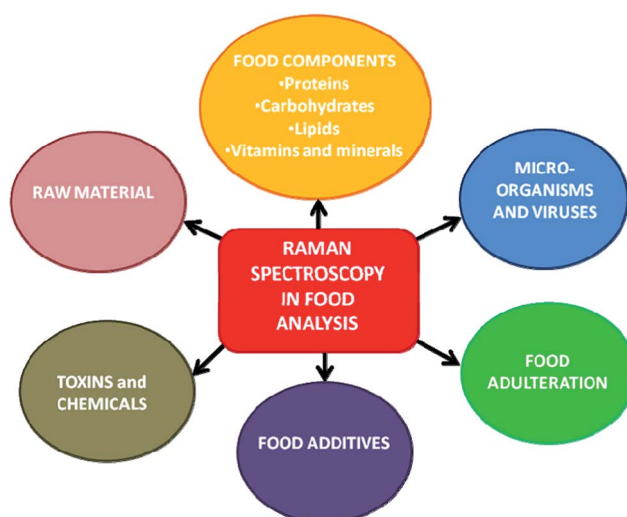 FOOD COMPONENTS
•Proteins
•Carbohydrates
•Lipids
•Vitamins and minerals
RAW MATERIAL
MICRO-
ORGANISMS
AND VIRUSES
RAMAN
SPECTROSCOPY
IN FOOD
ANALYSIS
TOXINS and
CHEMICALS
FOOD
ADULTERATION
FOOD ADDITIVES